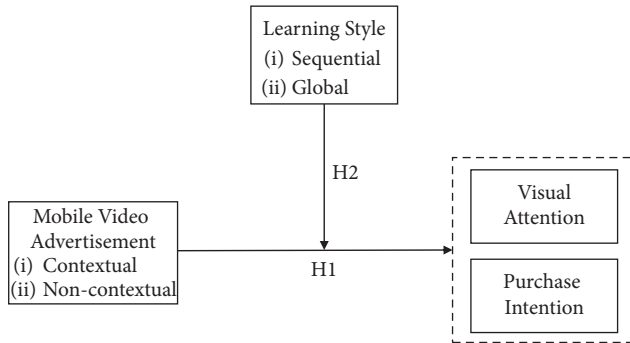 Learning Style
(i) Sequential
(ii) Global
H2
Mobile Video
Advertisement
(i) Contextual
(ii) Non-contextual
H1
Visual
Attention
Purchase
Intention